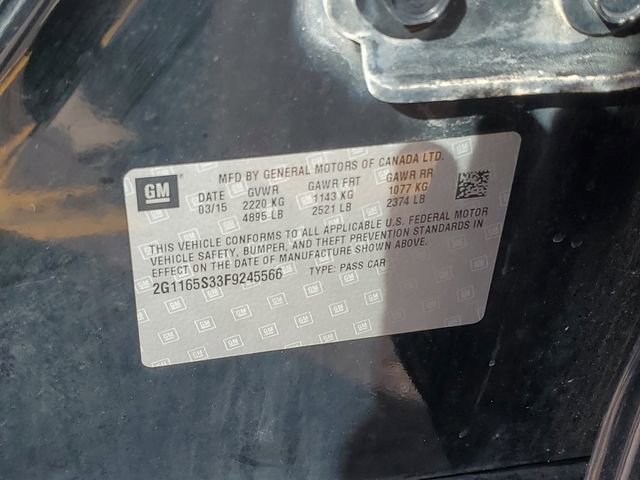 MFD BY GENERAL MOTORS OF CANADA LTD.
GM
DATE GVWR GAWR FRT GAWR RR
03/15 2220 KG 1143 KG 1077 KG
4895 LB 2521 LB 2374 LB
THIS VEHICLE CONFORMS TO ALL APPLICABLE U.S. FEDERAL MOTOR
VEHICLE SAFETY, BUMPER, AND THEFT PREVENTION STANDARDS IN
EFFECT ON THE DATE OF MANUFACTURE SHOWN ABOVE.
2G1165S33F9245566 TYPE: PASS CAR